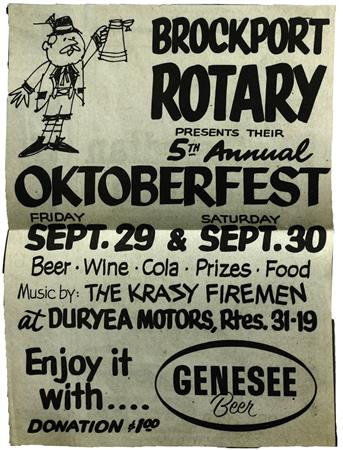 BROCKPORT
ROTARY
PRESENTS THEIR
5TH Annual
OKTOBERFEST
FRIDAY SATURDAY
SEPT. 29 & SEPT. 30
Beer · Wine · Cola · Prizes · Food
Music by: THE KRASY FIREMEN
at DURYEA MOTORS, Rtes. 31-19
Enjoy it
with....
DONATION $1.00
GENESEE
Beer